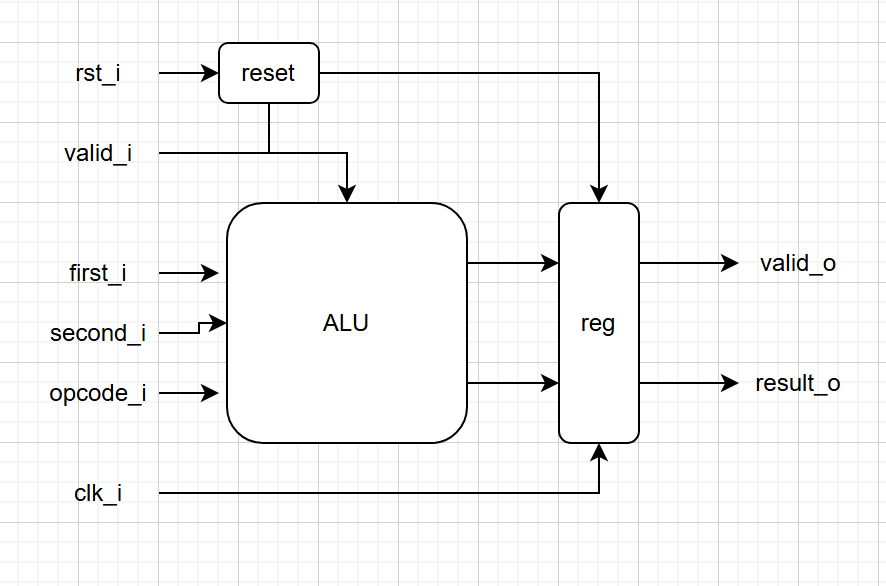 rst_i
reset
valid_i
first_i
second_i
opcode_i
clk_i
ALU
reg
valid_o
result_o